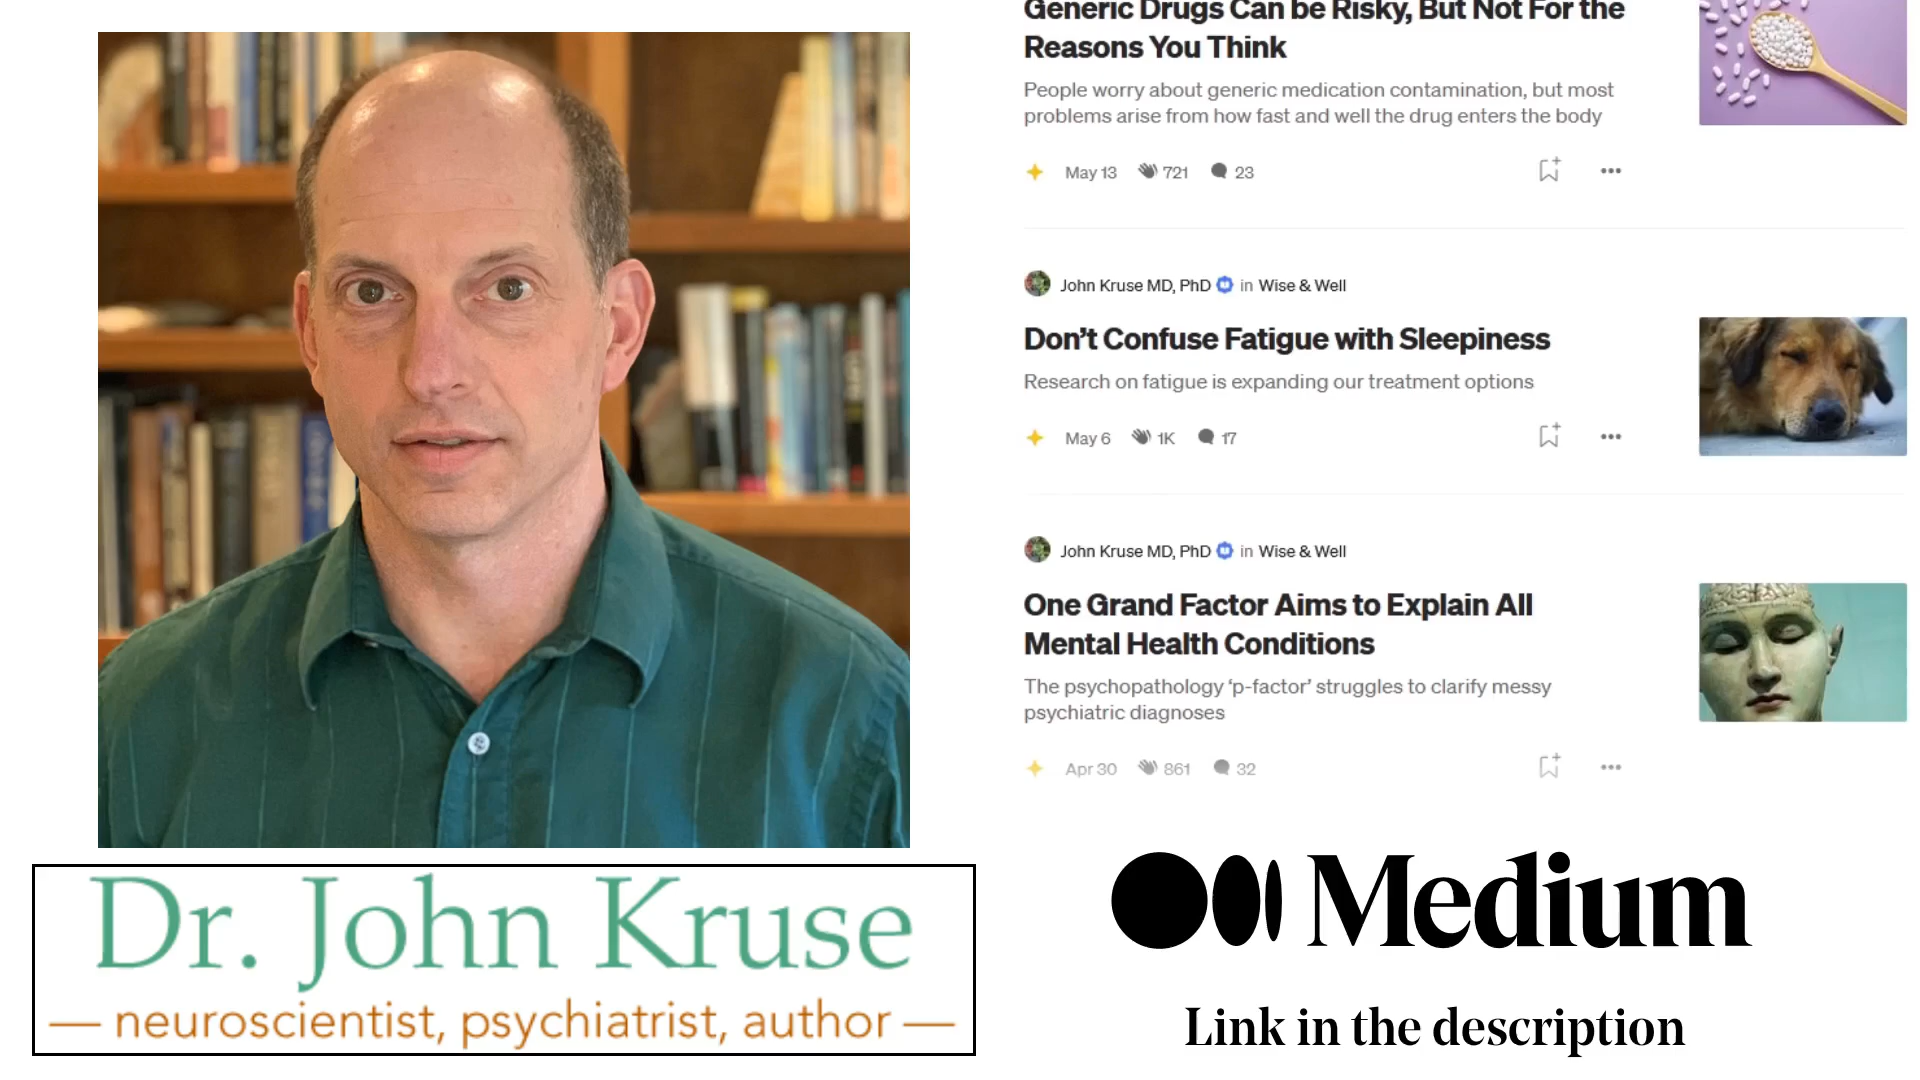 Generic Drugs Can be Risky, But Not For the
Reasons You Think
People worry about generic medication contamination, but most
problems arise from how fast and well the drug enters the body
May 13 721 23
John Kruse MD, PhD in Wise & Well
Don’t Confuse Fatigue with Sleepiness
Research on fatigue is expanding our treatment options
May 6 1K 17
John Kruse MD, PhD in Wise & Well
One Grand Factor Aims to Explain All
Mental Health Conditions
The psychopathology ‘p-factor’ struggles to clarify messy
psychiatric diagnoses
Apr 30 861 32
Dr. John Kruse
— neuroscientist, psychiatrist, author —
Medium
Link in the description